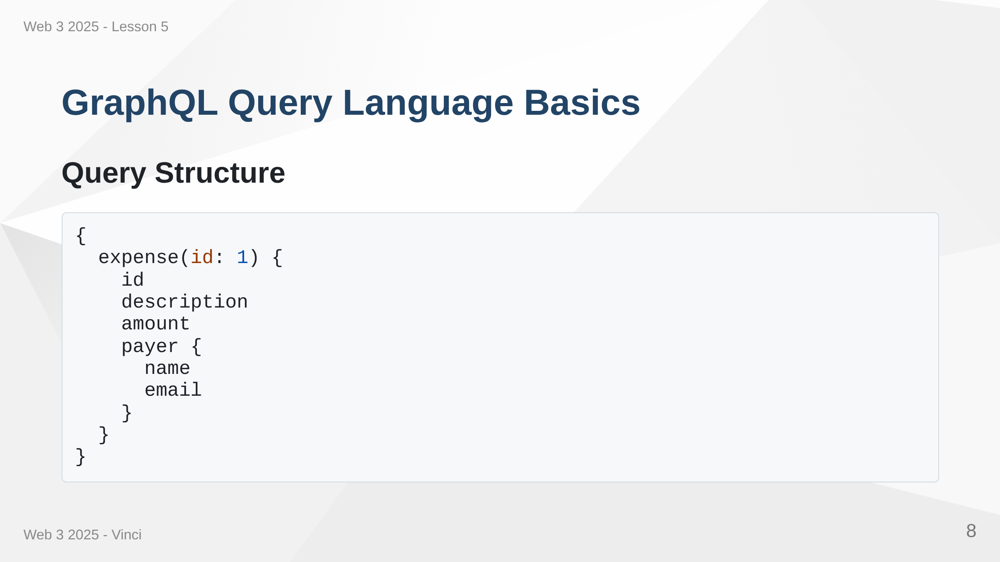 Web 3 2025 - Lesson 5
GraphQL Query Language Basics
Query Structure
{
  expense(id: 1) {
    id
    description
    amount
    payer {
      name
      email
    }
  }
}
Web 3 2025 - Vinci
8